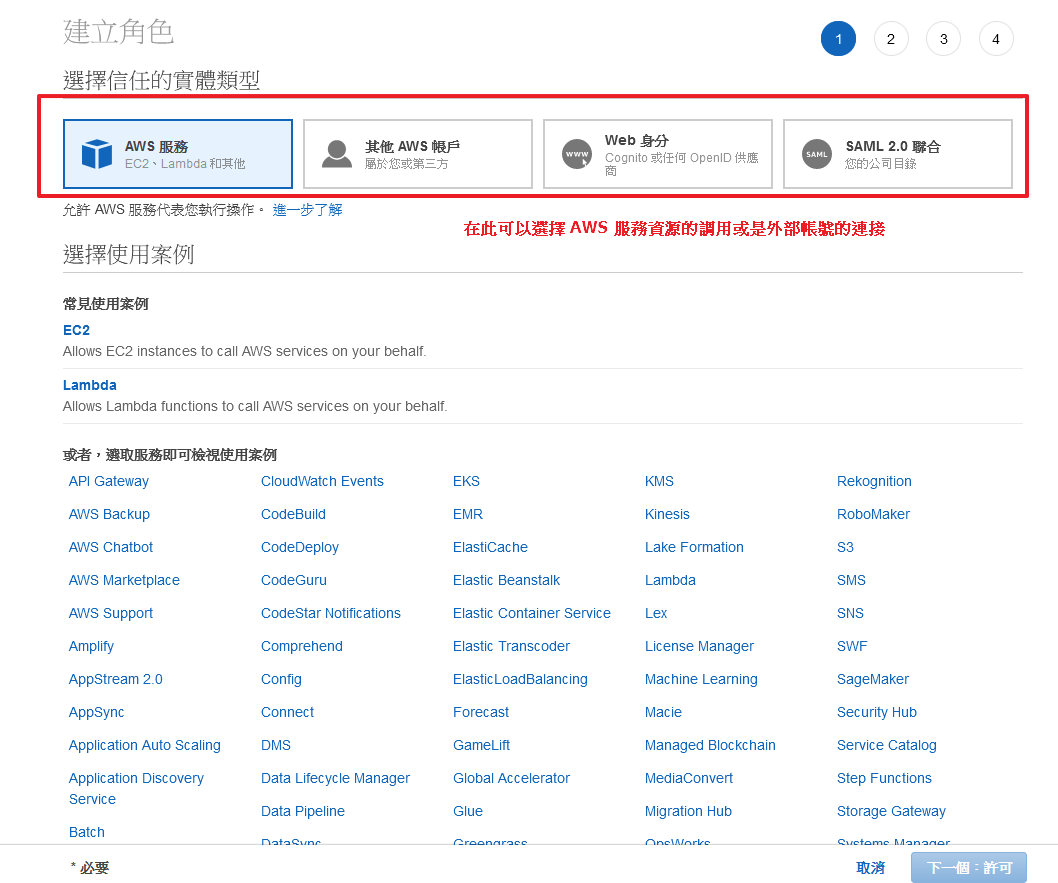 建立角色
1 2 3 4
選擇信任的實體類型
AWS 服務
EC2、Lambda 和其他
其他 AWS 帳戶
屬於您或第三方
WWW
Web 身分
Cognito 或任何 OpenID 供應
商
SAML
SAML 2.0 聯合
您的公司目錄
允許 AWS 服務代表您執行操作。 進一步了解
在此可以選擇 AWS 服務資源的調用或是外部帳號的連接
選擇使用案例
常見使用案例
EC2
Allows EC2 instances to call AWS services on your behalf.
Lambda
Allows Lambda functions to call AWS services on your behalf.
或者，選取服務即可檢視使用案例
API Gateway
AWS Backup
AWS Chatbot
AWS Marketplace
AWS Support
Amplify
AppStream 2.0
AppSync
Application Auto Scaling
Application Discovery
Service
Batch
CloudWatch Events
CodeBuild
CodeDeploy
CodeGuru
CodeStar Notifications
Comprehend
Config
Connect
DMS
Data Lifecycle Manager
Data Pipeline
DataSync
EKS
EMR
ElastiCache
Elastic Beanstalk
Elastic Container Service
Elastic Transcoder
ElasticLoadBalancing
Forecast
GameLift
Global Accelerator
Glue
Greengrass
KMS
Kinesis
Lake Formation
Lambda
Lex
License Manager
Machine Learning
Macie
Managed Blockchain
MediaConvert
Migration Hub
OpsWorks
Rekognition
RoboMaker
S3
SMS
SNS
SWF
SageMaker
Security Hub
Service Catalog
Step Functions
Storage Gateway
Systems Manager
* 必要
取消
下一個：許可